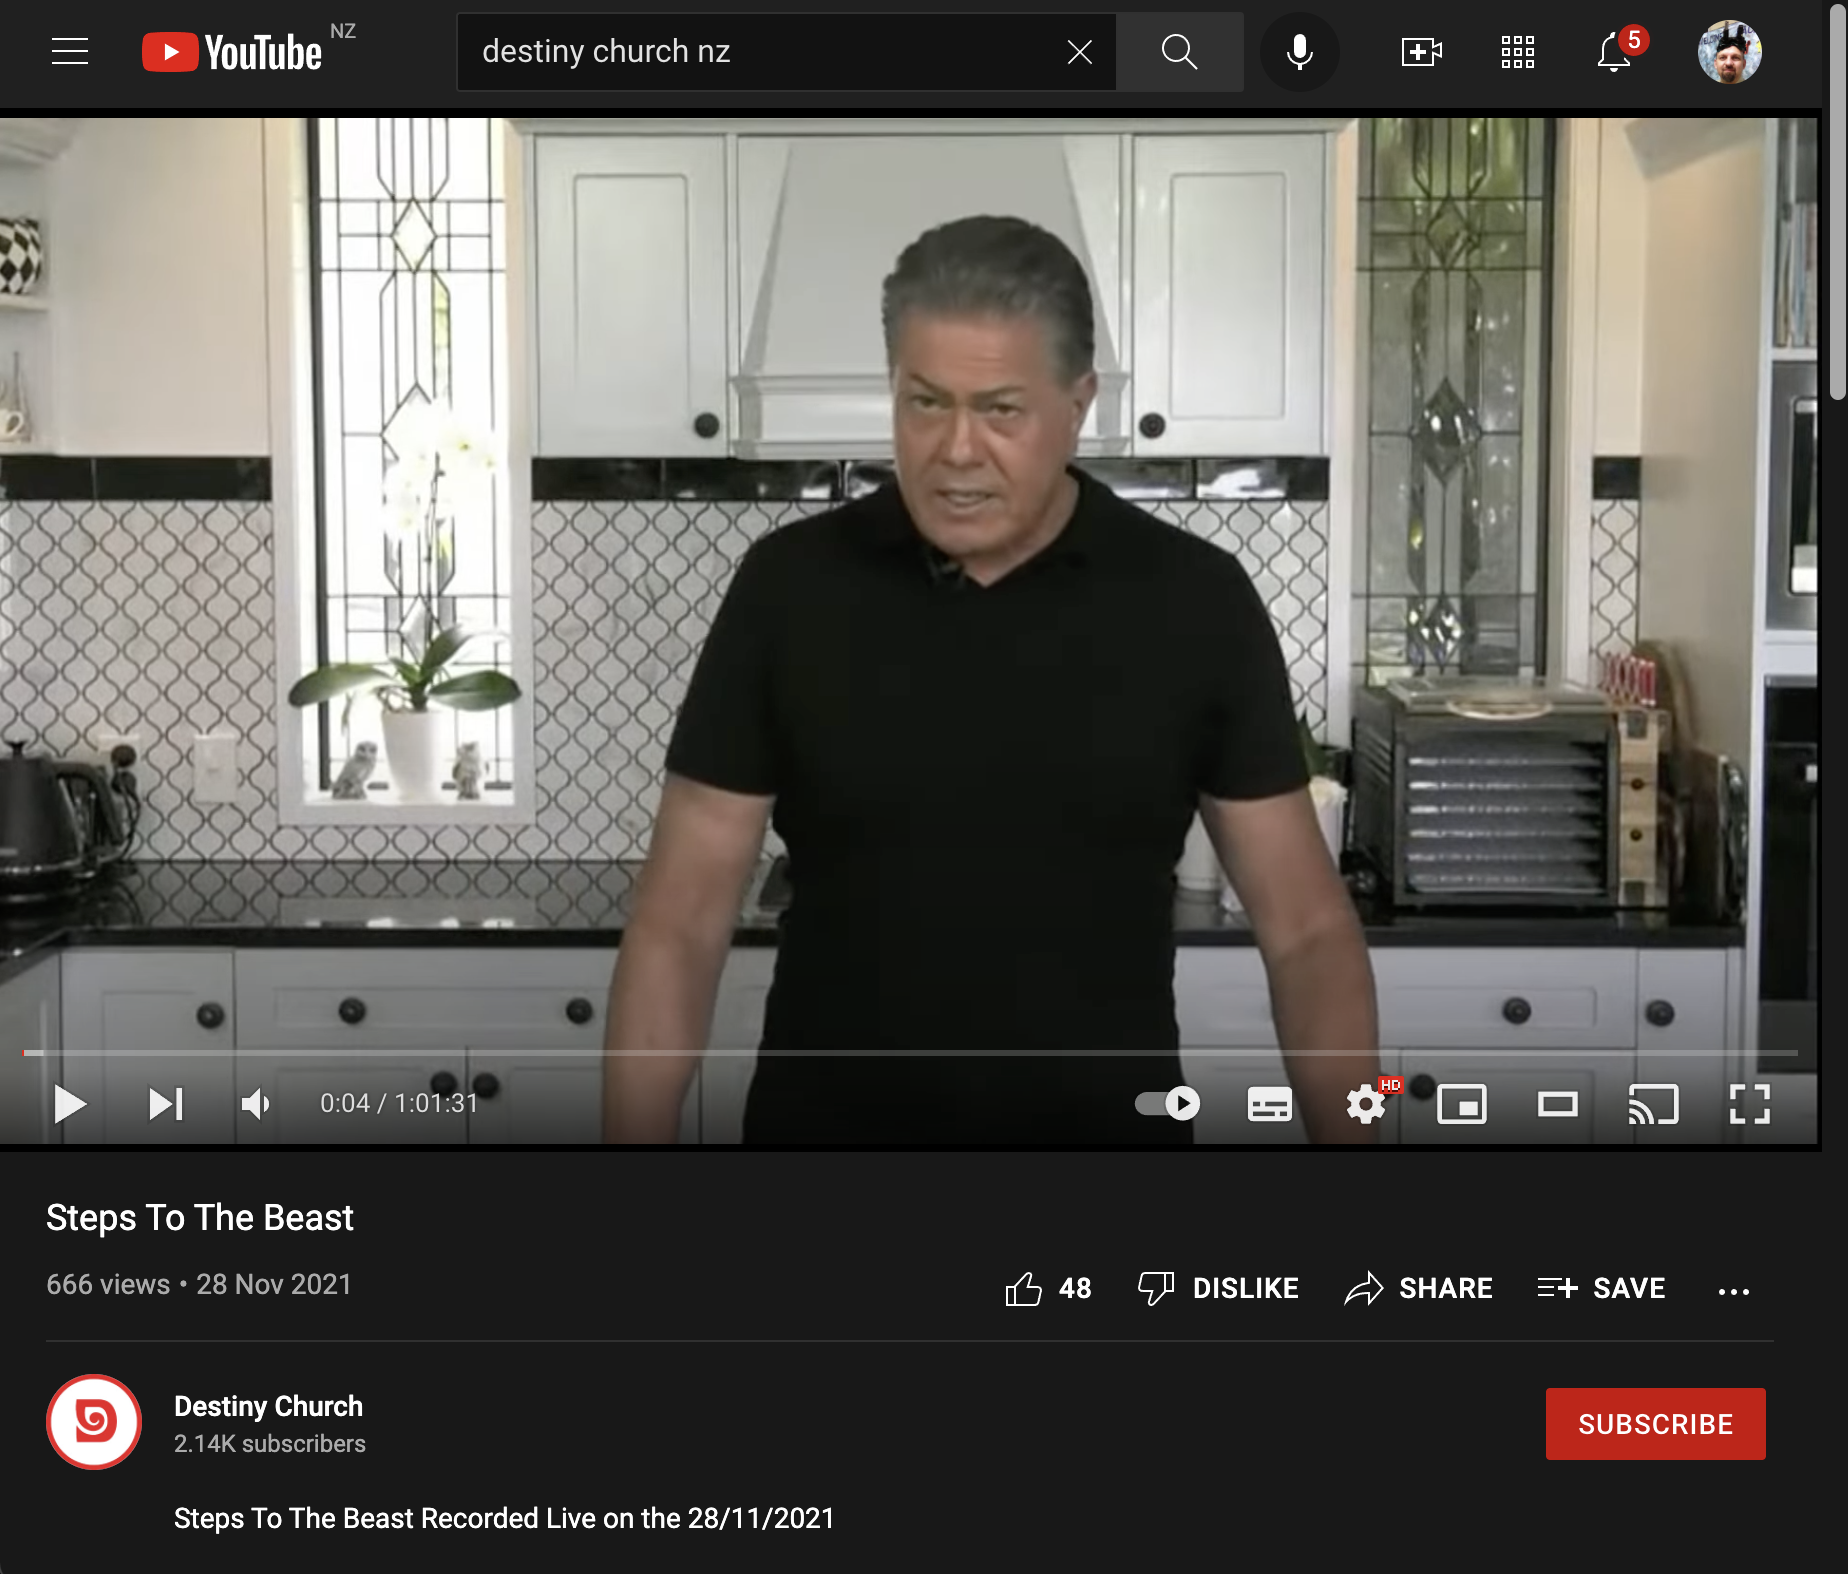 YouTube NZ
destiny church nz
5
0:04 / 1:01:31
HD
Steps To The Beast
666 views • 28 Nov 2021
48 DISLIKE SHARE SAVE ...
Destiny Church
2.14K subscribers
SUBSCRIBE
Steps To The Beast Recorded Live on the 28/11/2021